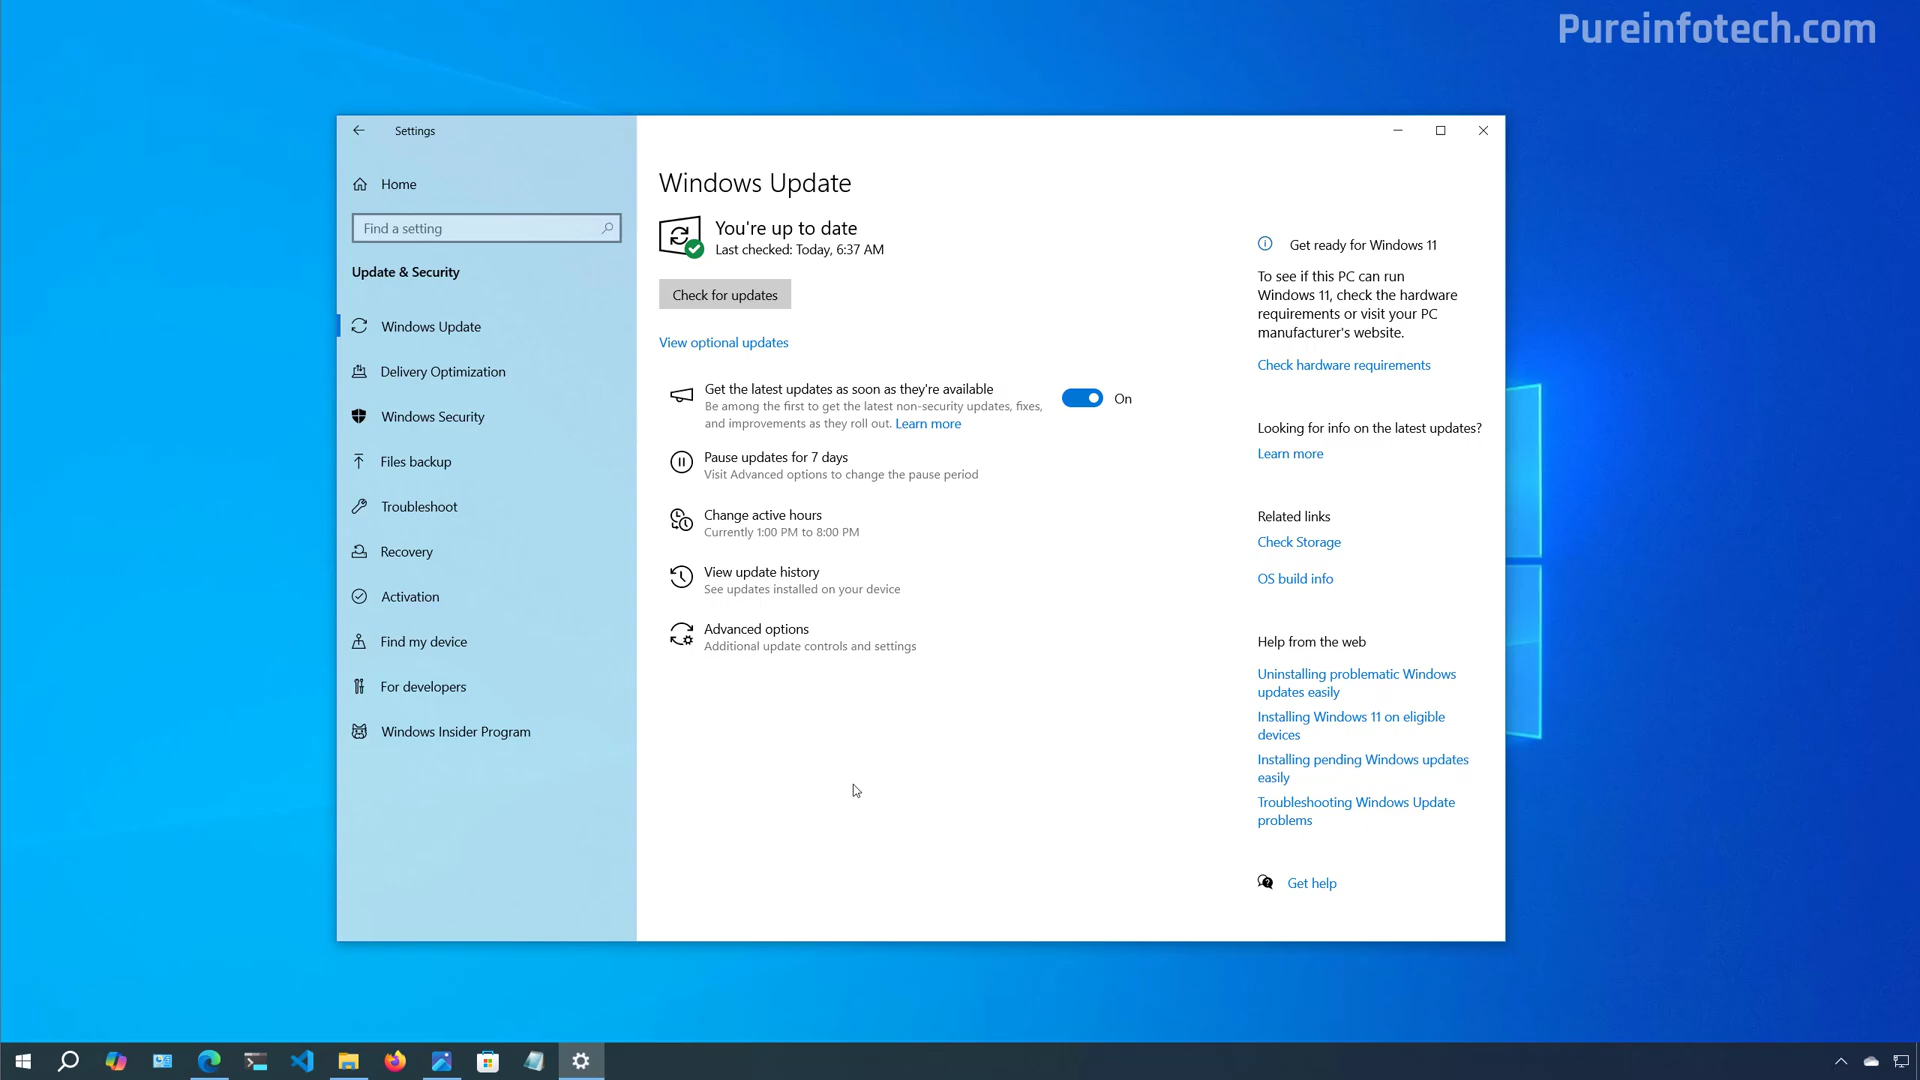 Pureinfotech.com
Settings
Home
Find a setting
Update & Security
Windows Update
Delivery Optimization
Windows Security
Files backup
Troubleshoot
Recovery
Activation
Find my device
For developers
Windows Insider Program
Windows Update
You're up to date
Last checked: Today, 6:37 AM
Check for updates
View optional updates
Get the latest updates as soon as they're available
Be among the first to get the latest non-security updates, fixes,
and improvements as they roll out. Learn more
On
Pause updates for 7 days
Visit Advanced options to change the pause period
Change active hours
Currently 1:00 PM to 8:00 PM
View update history
See updates installed on your device
Advanced options
Additional update controls and settings
Get ready for Windows 11
To see if this PC can run
Windows 11, check the hardware
requirements or visit your PC
manufacturer's website.
Check hardware requirements
Looking for info on the latest updates?
Learn more
Related links
Check Storage
OS build info
Help from the web
Uninstalling problematic Windows
updates easily
Installing Windows 11 on eligible
devices
Installing pending Windows updates
easily
Troubleshooting Windows Update
problems
Get help